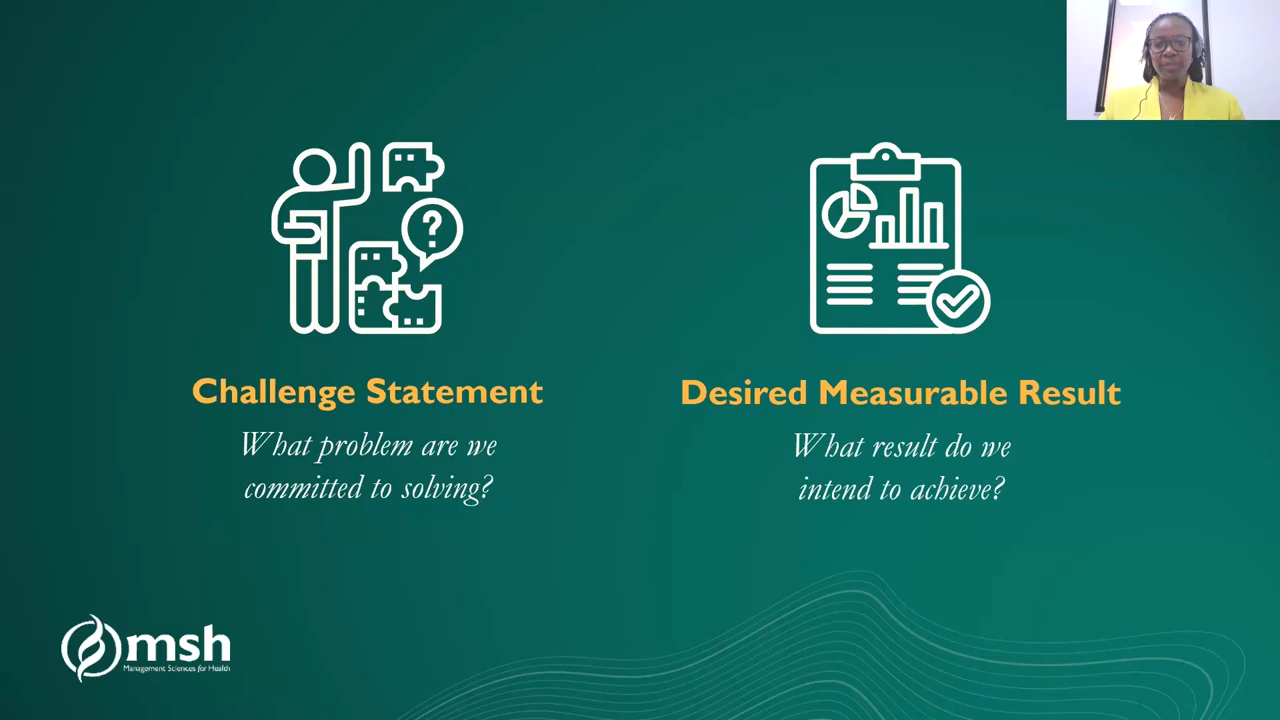 ?
Challenge Statement
What problem are we
committed to solving?
Desired Measurable Result
What result do we
intend to achieve?
msh
Management Sciences for Health